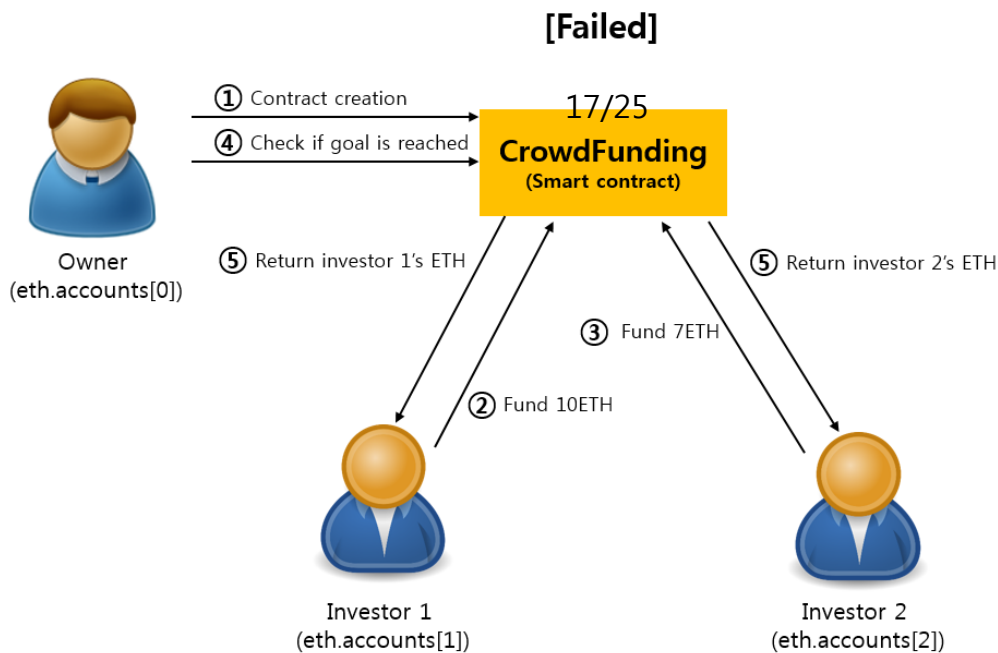 [Failed]
① Contract creation
17/25
④ Check if goal is reached
CrowdFunding
(Smart contract)
Owner
(eth.accounts[0])
⑤ Return investor 1's ETH
⑤ Return investor 2's ETH
③ Fund 7ETH
② Fund 10ETH
Investor 1
(eth.accounts[1])
Investor 2
(eth.accounts[2])